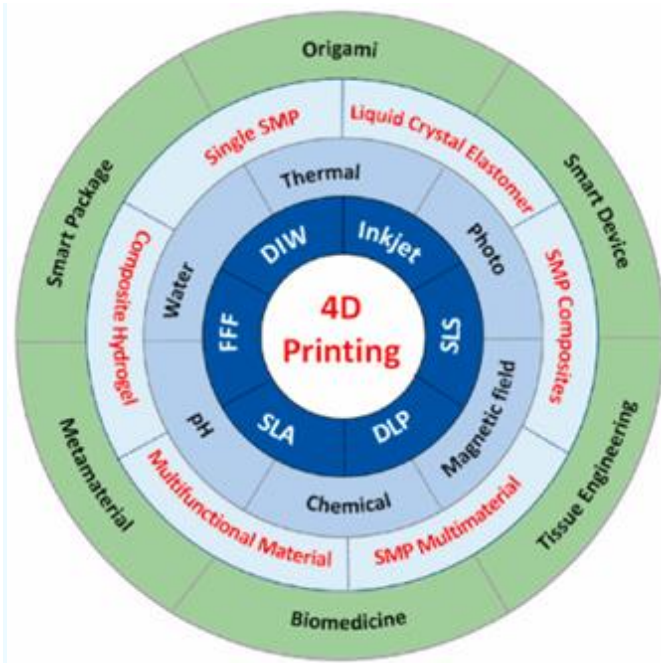 Origami
Smart Device
Tissue Engineering
Biomedicine
Metamaterial
Smart Package
Single SMP
Liquid Crystal Elastomer
SMP Composites
SMP Multimaterial
Multifunctional Material
Composite Hydrogel
Thermal
Photo
Magnetic field
Chemical
pH
Water
DIW
Inkjet
SLS
DLP
SLA
FFF
4D
Printing